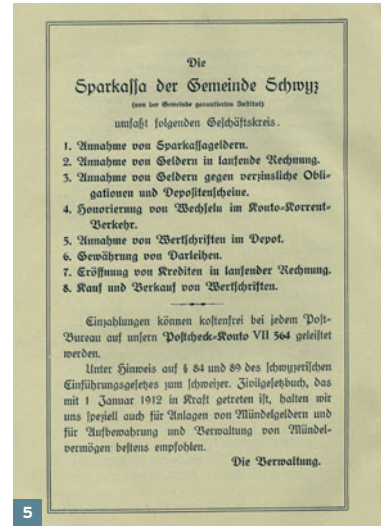 Die
Sparkassa der Gemeinde Schwyz
(von der Gemeinde garantiertes Institut)
umfaßt folgenden Geschäftskreis.
1. Annahme von Sparkassageldern.
2. Annahme von Geldern in laufende Rechnung.
3. Annahme von Geldern gegen verzinsliche Obli-
gationen und Depositenscheine.
4. Honorierung von Wechseln im Konto-Korrent-
Verkehr.
5. Annahme von Wertschriften im Depot.
6. Gewährung von Darleihen.
7. Eröffnung von Krediten in laufender Rechnung.
8. Kauf und Verkauf von Wertschriften.
Einzahlungen können kostenfrei bei jedem Post-
Bureau auf unsern Postcheck-Konto VII 564 geleistet
werden.
Unter Hinweis auf § 84 und 89 des schwyzerischen
Einführungsgesetzes zum schweizer. Zivilgesetzbuch, das
mit 1 Januar 1912 in Kraft getreten ist, halten wir
uns speziell auch für Anlagen von Mündelgeldern und
für Aufbewahrung und Verwaltung von Mündel-
vermögen bestens empfohlen.
Die Verwaltung.
5